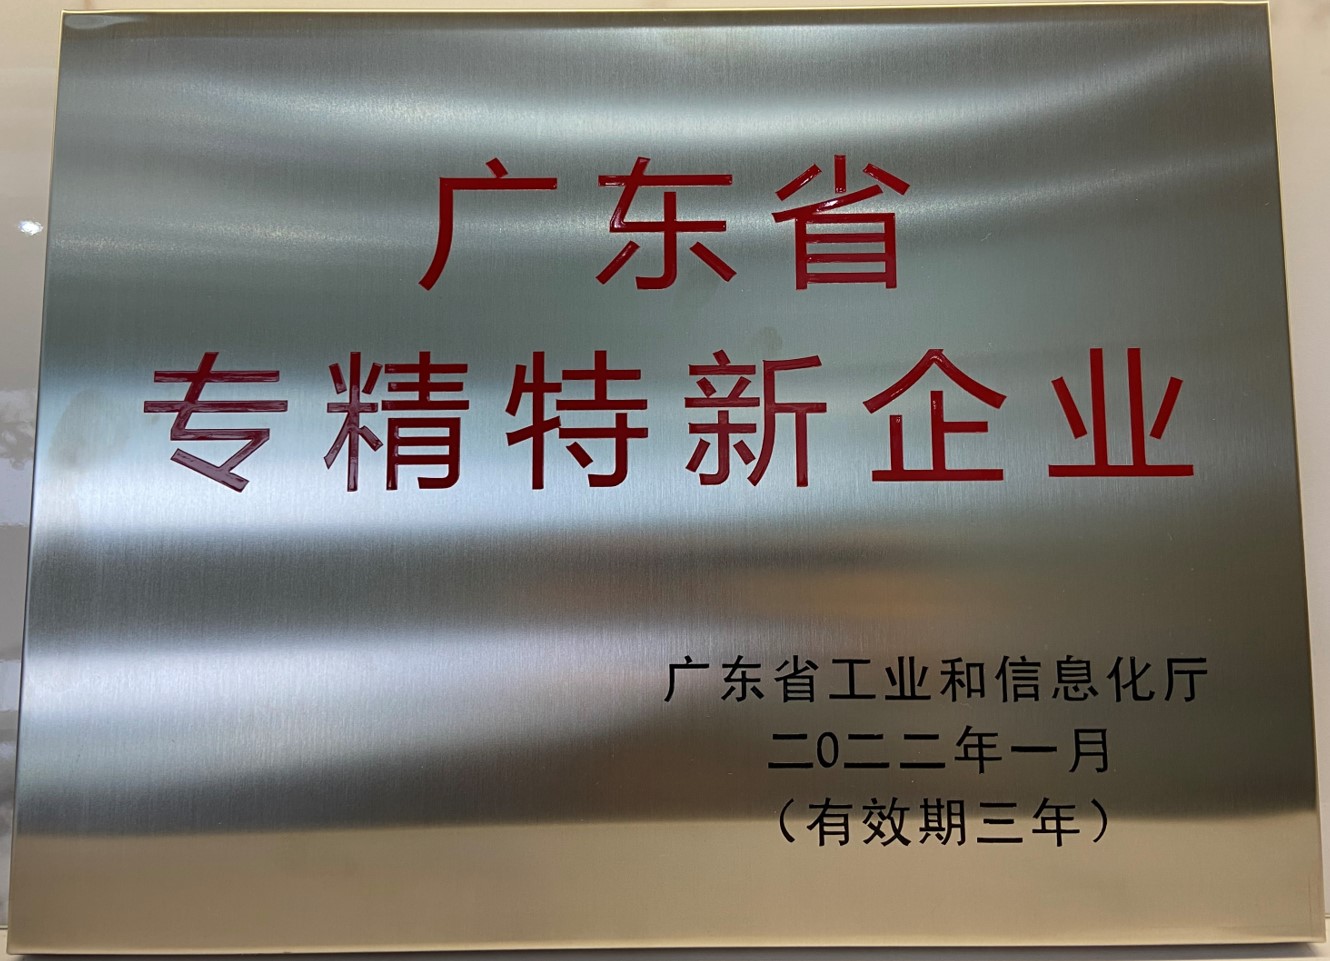 广东省
专精特新企业
广东省工业和信息化厅
二0二二年一月
（有效期三年）